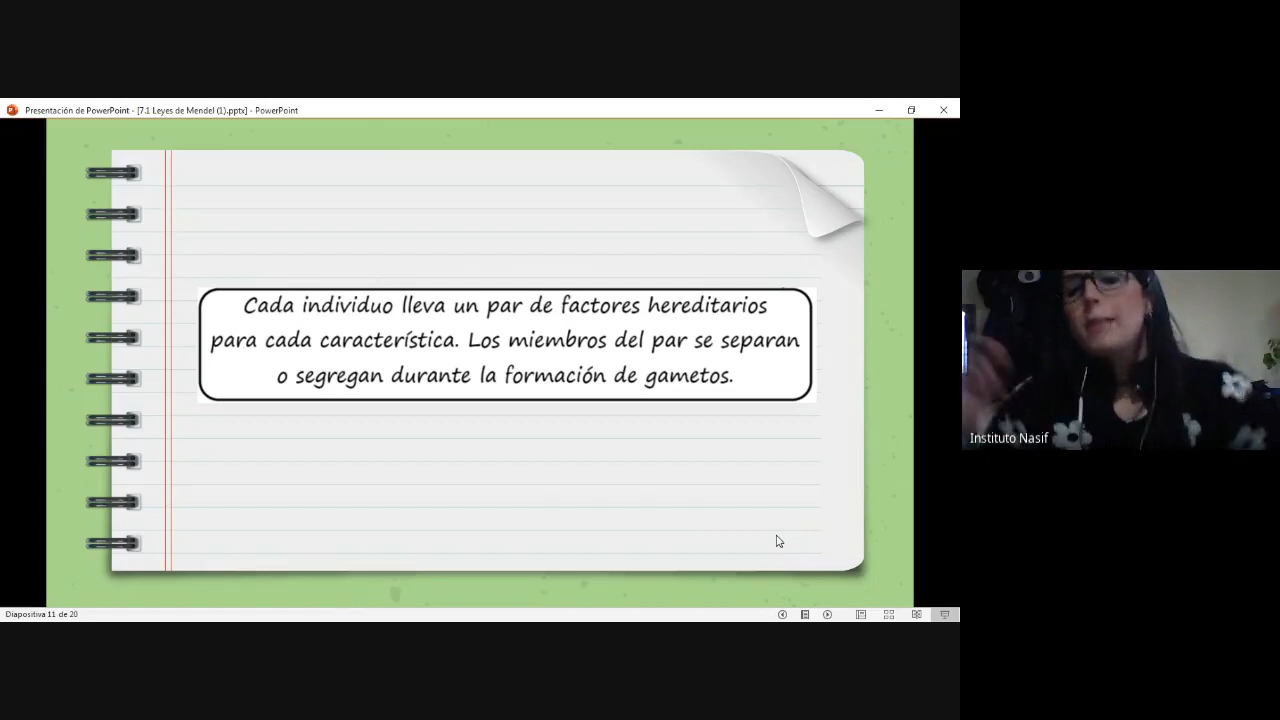 Presentación de PowerPoint - [7.1 Leyes de Mendel (1).pptx] - PowerPoint
Cada individuo lleva un par de factores hereditarios
para cada característica. Los miembros del par se separan
o segregan durante la formación de gametos.
Instituto Nasif
Diapositiva 11 de 20